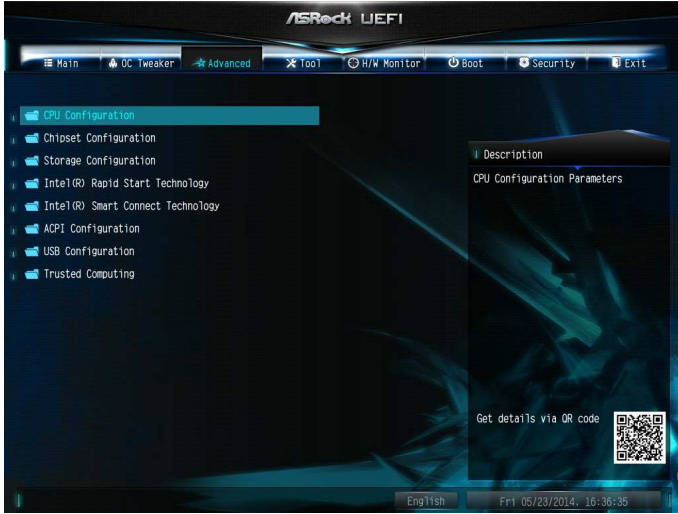 ASRock UEFI
Main OC Tweaker Advanced Tool H/W Monitor Boot Security Exit
CPU Configuration
Chipset Configuration
Storage Configuration
Intel(R) Rapid Start Technology
Intel(R) Smart Connect Technology
ACPI Configuration
USB Configuration
Trusted Computing
Description
CPU Configuration Parameters
Get details via QR code
English Fri 05/23/2014. 16:36:35